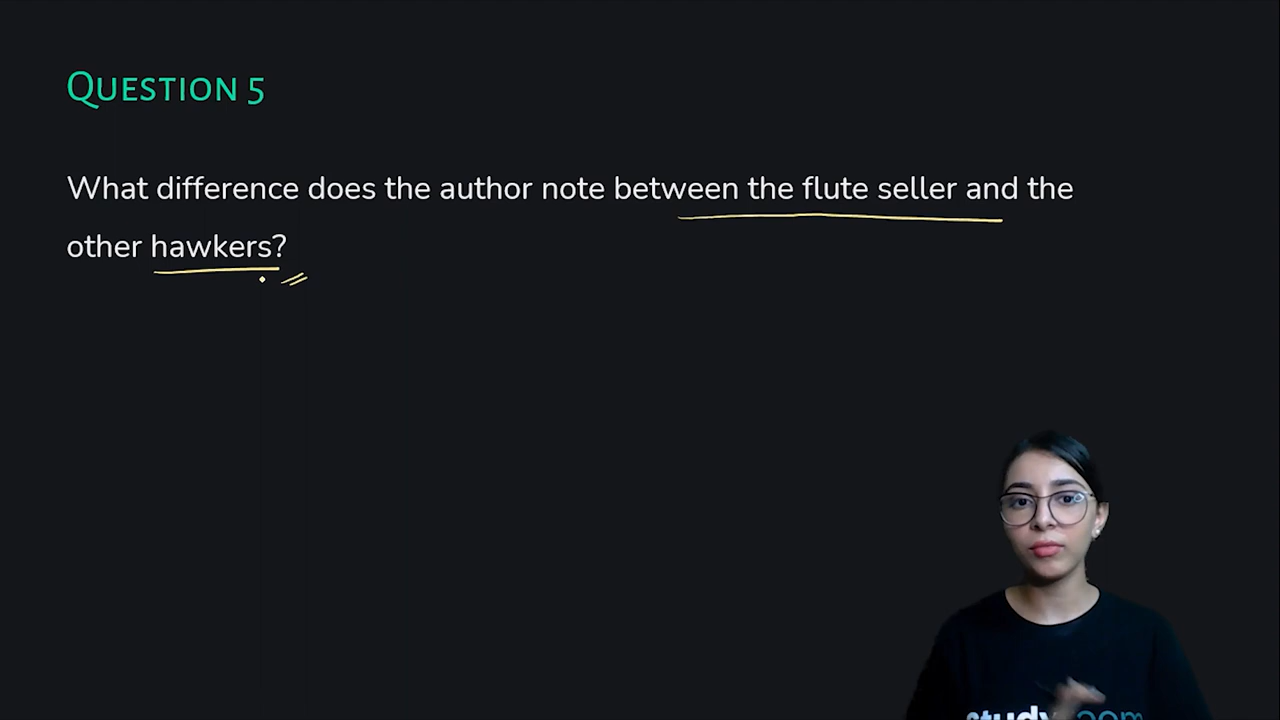 Question 5
What difference does the author note between the flute seller and the
other hawkers?